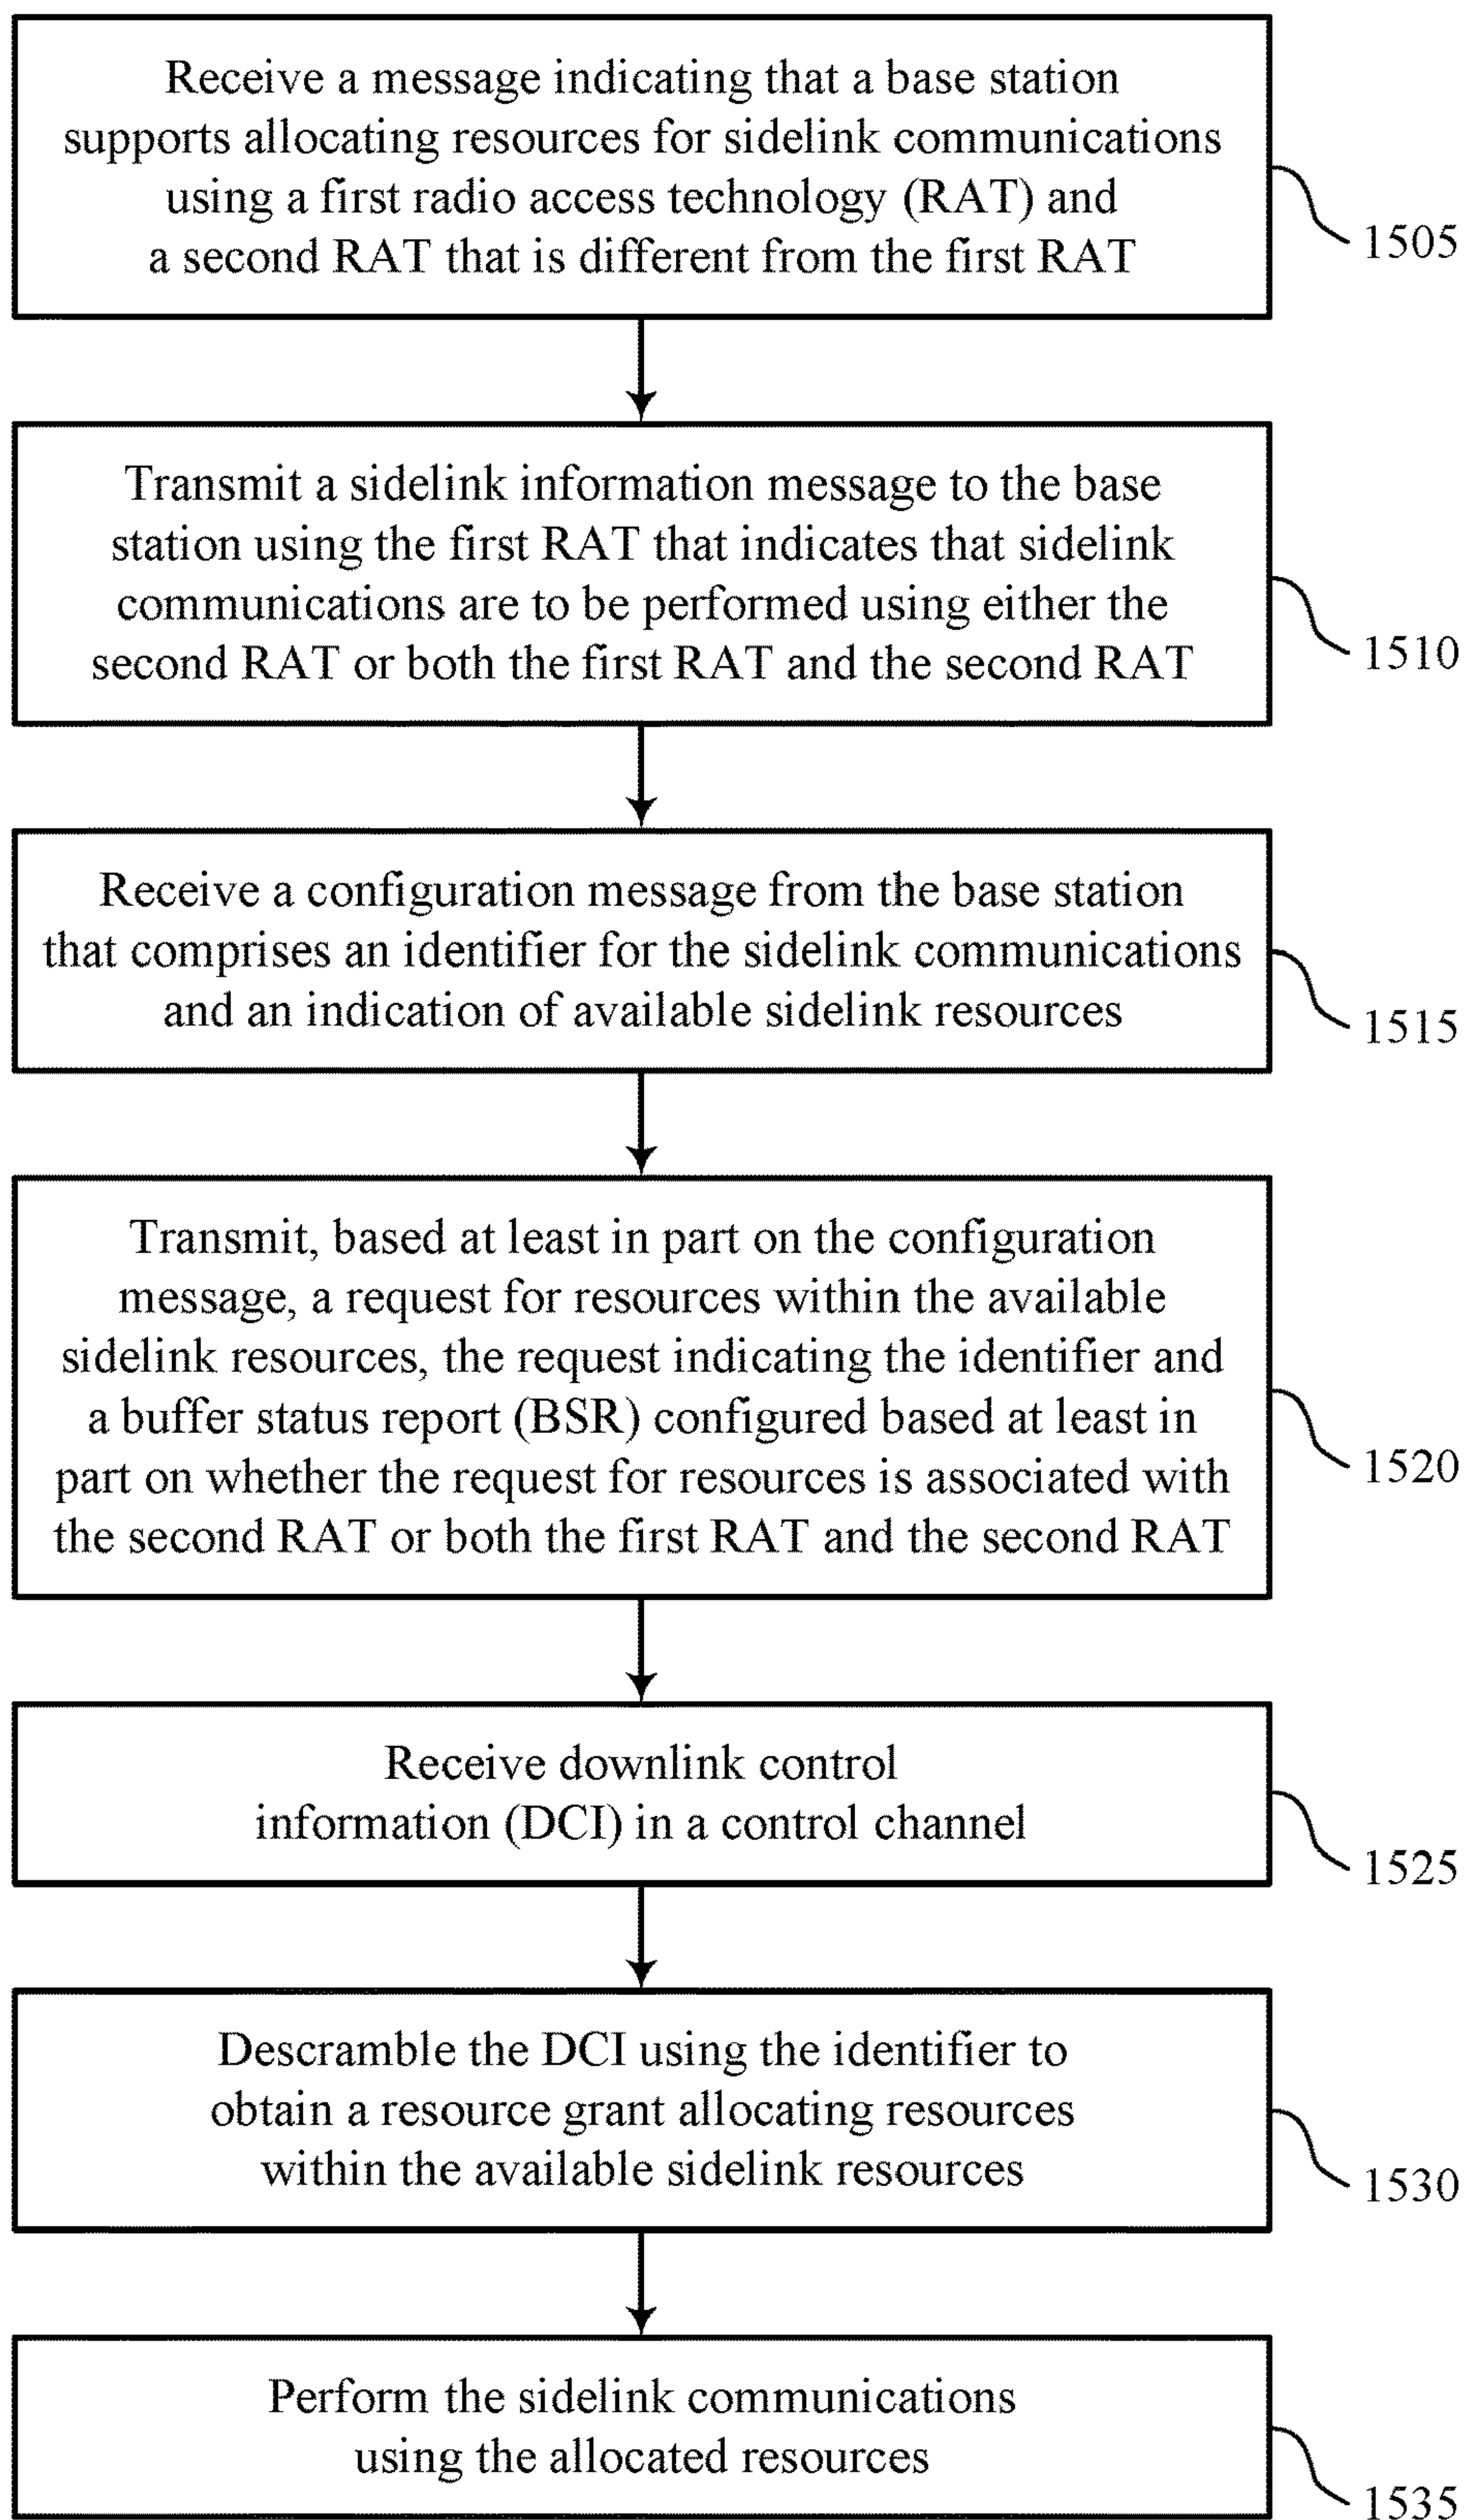 Receive a message indicating that a base station
supports allocating resources for sidelink communications
using a first radio access technology (RAT) and
a second RAT that is different from the first RAT
1505
Transmit a sidelink information message to the base
station using the first RAT that indicates that sidelink
communications are to be performed using either the
second RAT or both the first RAT and the second RAT
1510
Receive a configuration message from the base station
that comprises an identifier for the sidelink communications
and an indication of available sidelink resources
1515
Transmit, based at least in part on the configuration
message, a request for resources within the available
sidelink resources, the request indicating the identifier and
a buffer status report (BSR) configured based at least in
part on whether the request for resources is associated with
the second RAT or both the first RAT and the second RAT
1520
Receive downlink control
information (DCI) in a control channel
1525
Descramble the DCI using the identifier to
obtain a resource grant allocating resources
within the available sidelink resources
1530
Perform the sidelink communications
using the allocated resources
1535